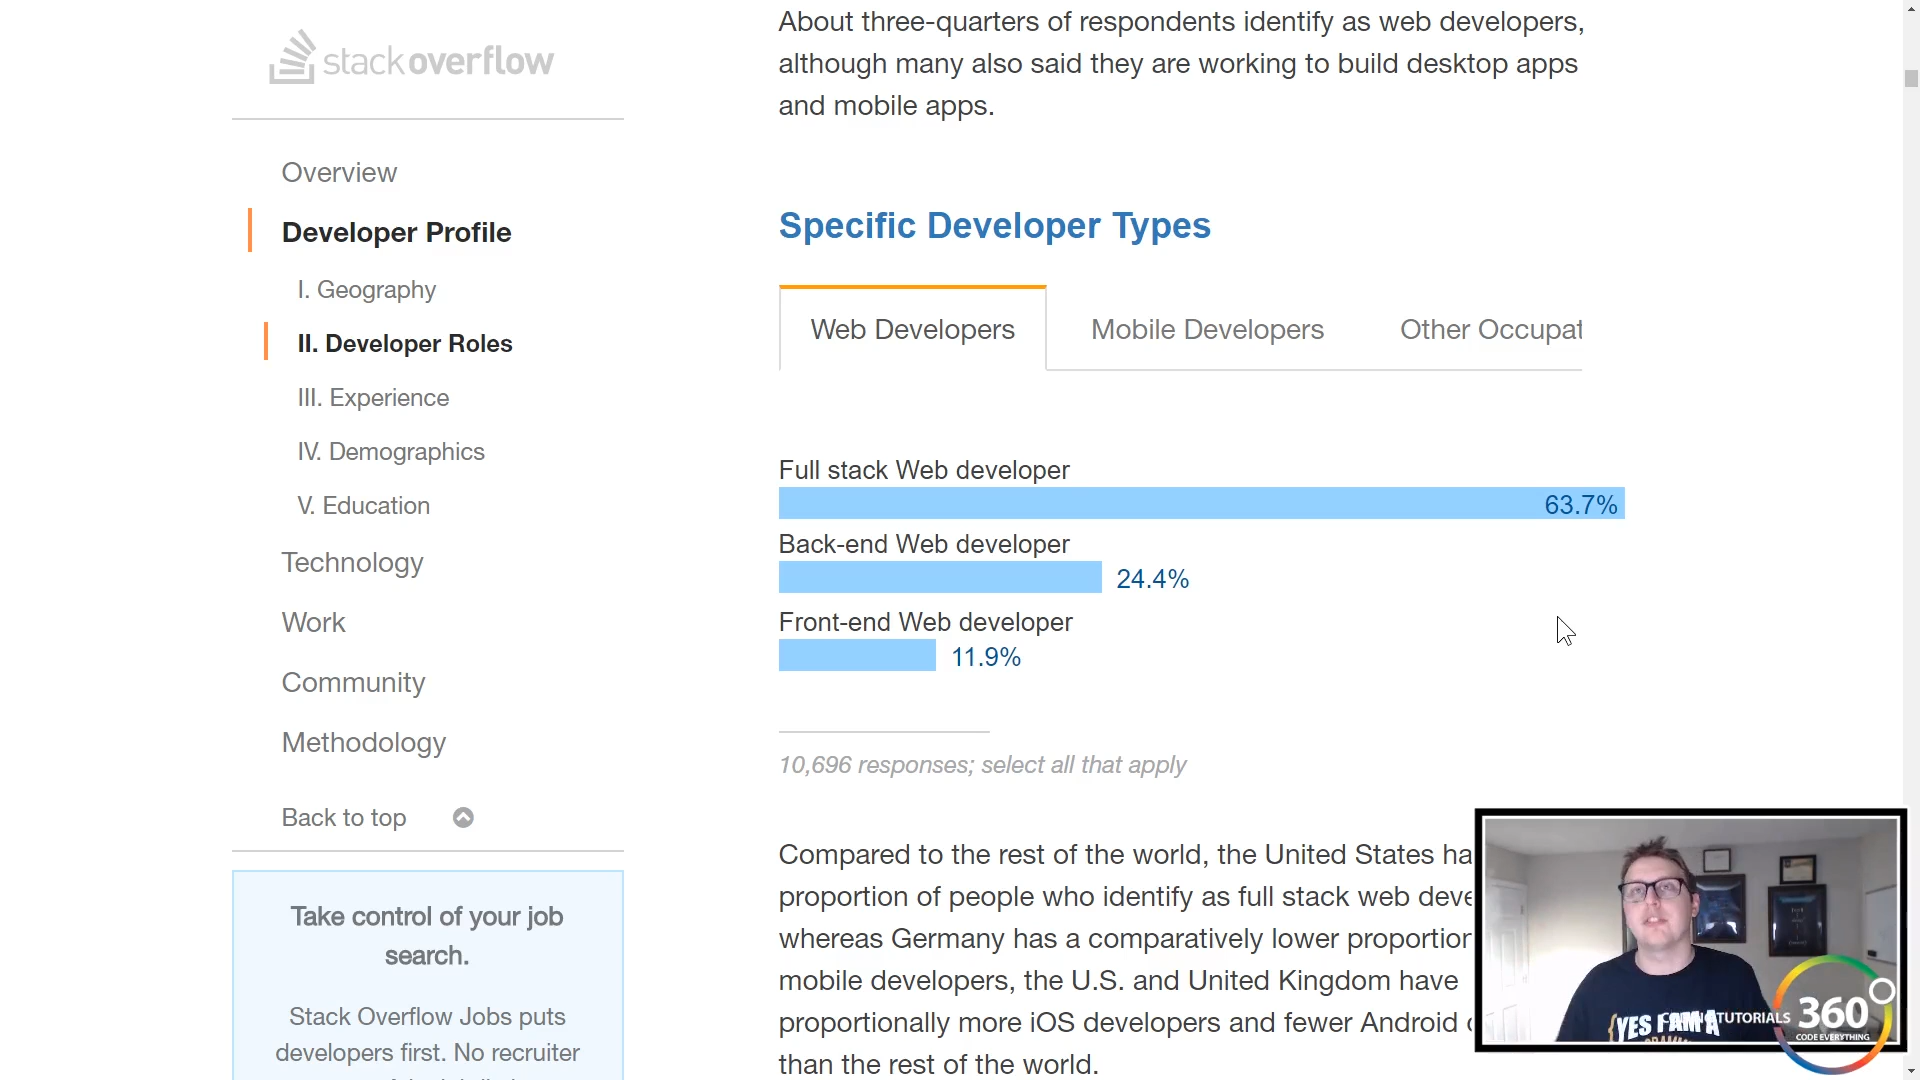 stackoverflow
Overview
Developer Profile
I. Geography
II. Developer Roles
III. Experience
IV. Demographics
V. Education
Technology
Work
Community
Methodology
Back to top
Take control of your job
search.
Stack Overflow Jobs puts
developers first. No recruiter
About three-quarters of respondents identify as web developers,
although many also said they are working to build desktop apps
and mobile apps.
Specific Developer Types
Web Developers Mobile Developers Other Occupat
Full stack Web developer
63.7%
Back-end Web developer
24.4%
Front-end Web developer
11.9%
10,696 responses; select all that apply
Compared to the rest of the world, the United States ha
proportion of people who identify as full stack web deve
whereas Germany has a comparatively lower proportion
mobile developers, the U.S. and United Kingdom have
proportionally more iOS developers and fewer Android
than the rest of the world.
{YES I AM A
TUTORIALS 360
CODE EVERYTHING